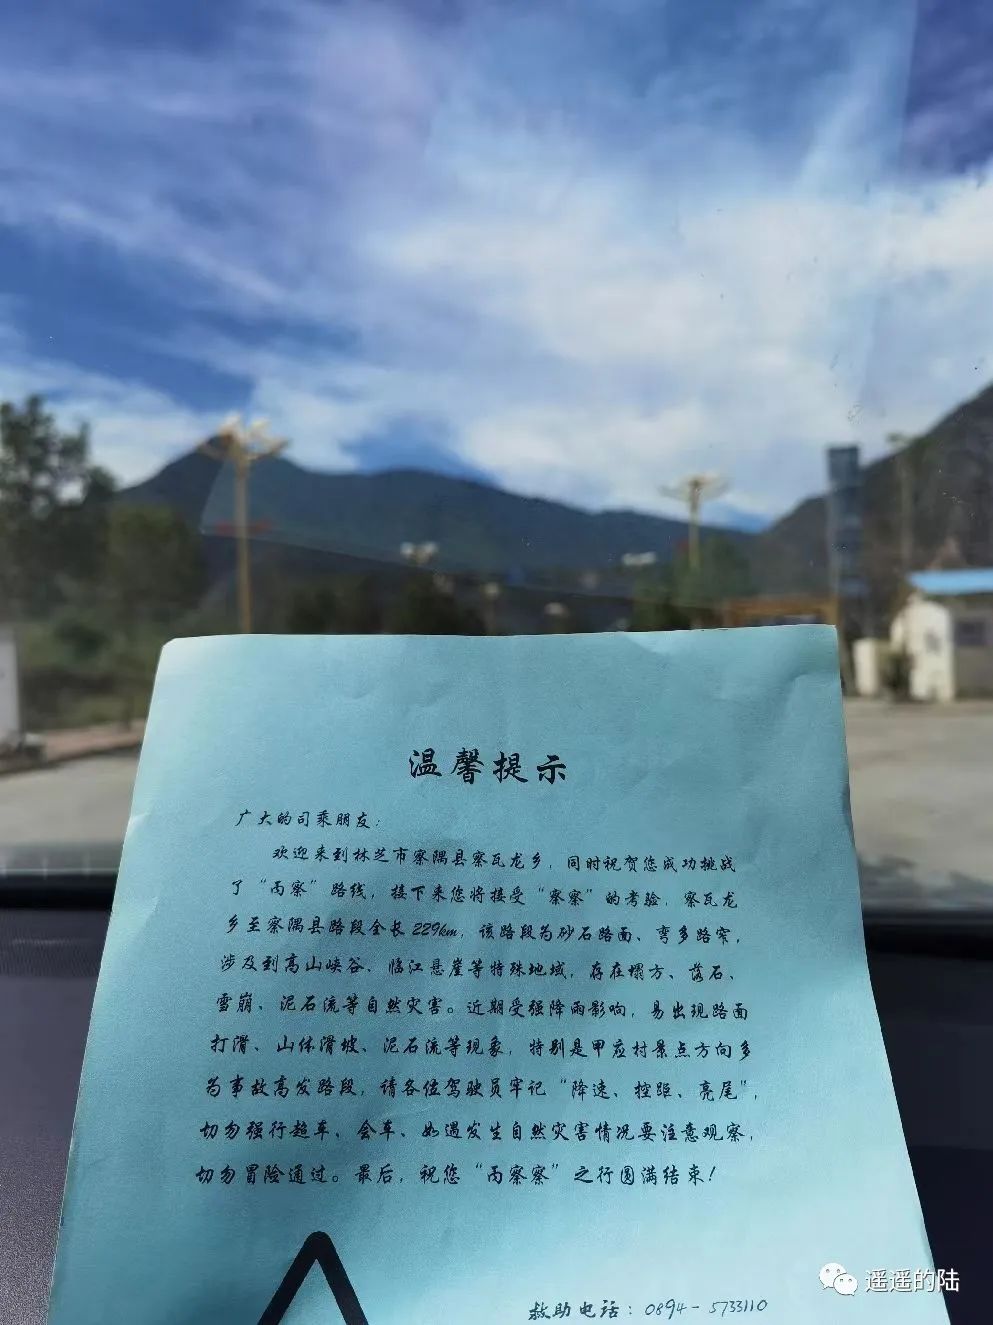 温馨提示
广大的司乘朋友：
欢迎来到林芝市察隅县察瓦龙乡，同时祝贺您成功挑战
了“丙察”路线，接下来您将接受“察察”的考验，察瓦龙
乡至察隅县路段全长229km，该路段为砂石路面、弯多路窄，
涉及到高山峡谷、临江悬崖等特殊地域，存在塌方、落石、
雪崩、泥石流等自然灾害。近期受强降雨影响，易出现路面
打滑、山体滑坡、泥石流等现象，特别是甲应村景点方向多
为事故高发路段，请各位驾驶员牢记“降速、控距、亮尾”，
切勿强行超车、会车、如遇发生自然灾害情况要注意观察，
切勿冒险通过。最后，祝您“丙察察”之行圆满结束！
救助电话：0894-5733110
遥遥的陆